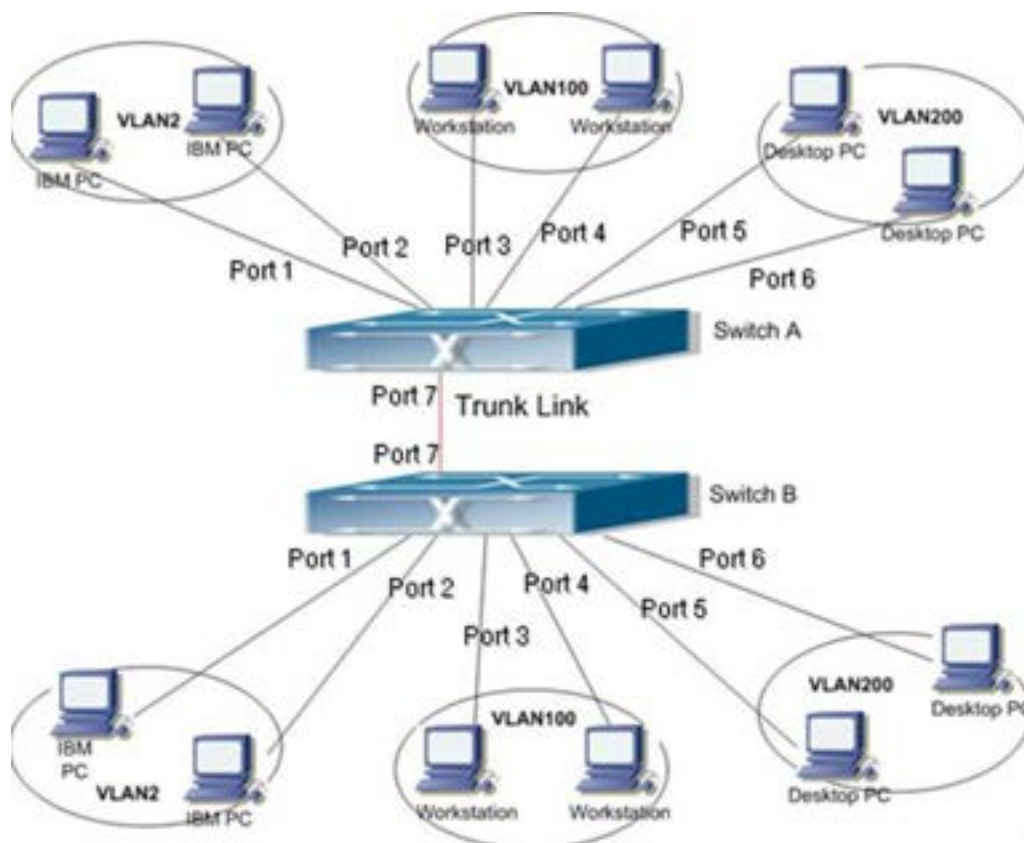 VLAN2
IBM PC
IBM PC
VLAN100
Workstation
Workstation
VLAN200
Desktop PC
Desktop PC
Port 1
Port 2
Port 3
Port 4
Port 5
Port 6
Switch A
Port 7
Trunk Link
Port 7
Switch B
Port 1
Port 2
Port 3
Port 4
Port 5
Port 6
IBM
PC
VLAN2
IBM PC
VLAN100
Workstation
Workstation
VLAN200
Desktop PC
Desktop PC